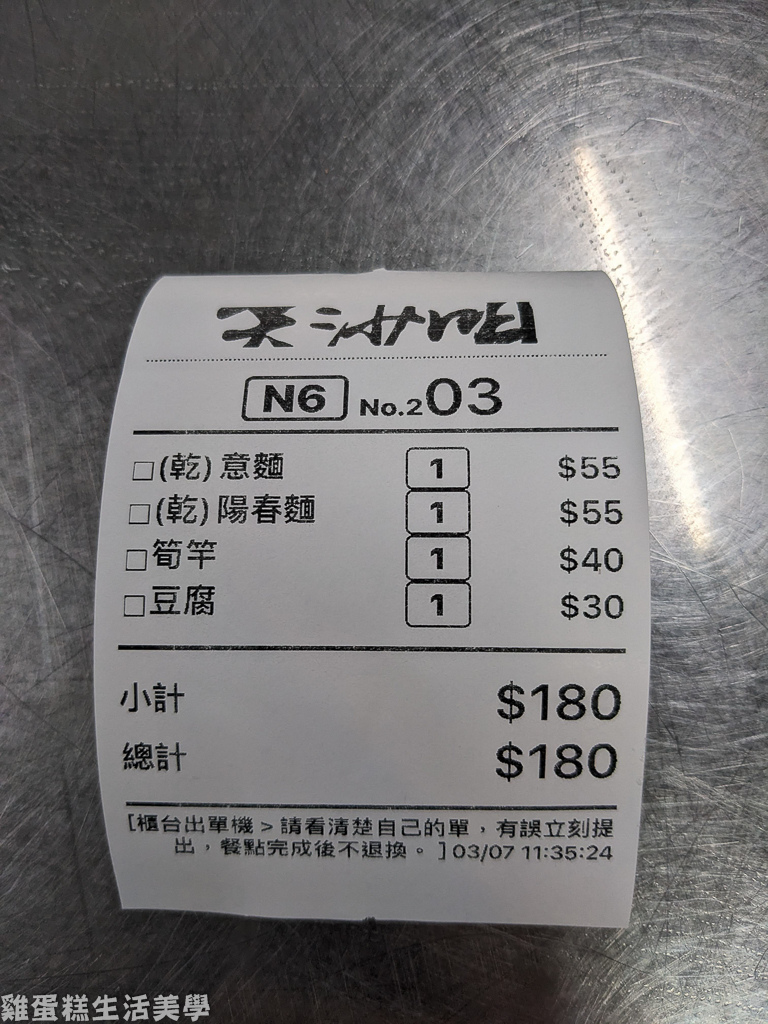 N6 No.203
□(乾)意麵 1 $55
□(乾)陽春麵 1 $55
□筍竿 1 $40
□豆腐 1 $30
小計 $180
總計 $180
[櫃台出單機 > 請看清楚自己的單,有誤立刻提
出,餐點完成後不退換。]03/07 11:35:24
雞蛋糕生活美學